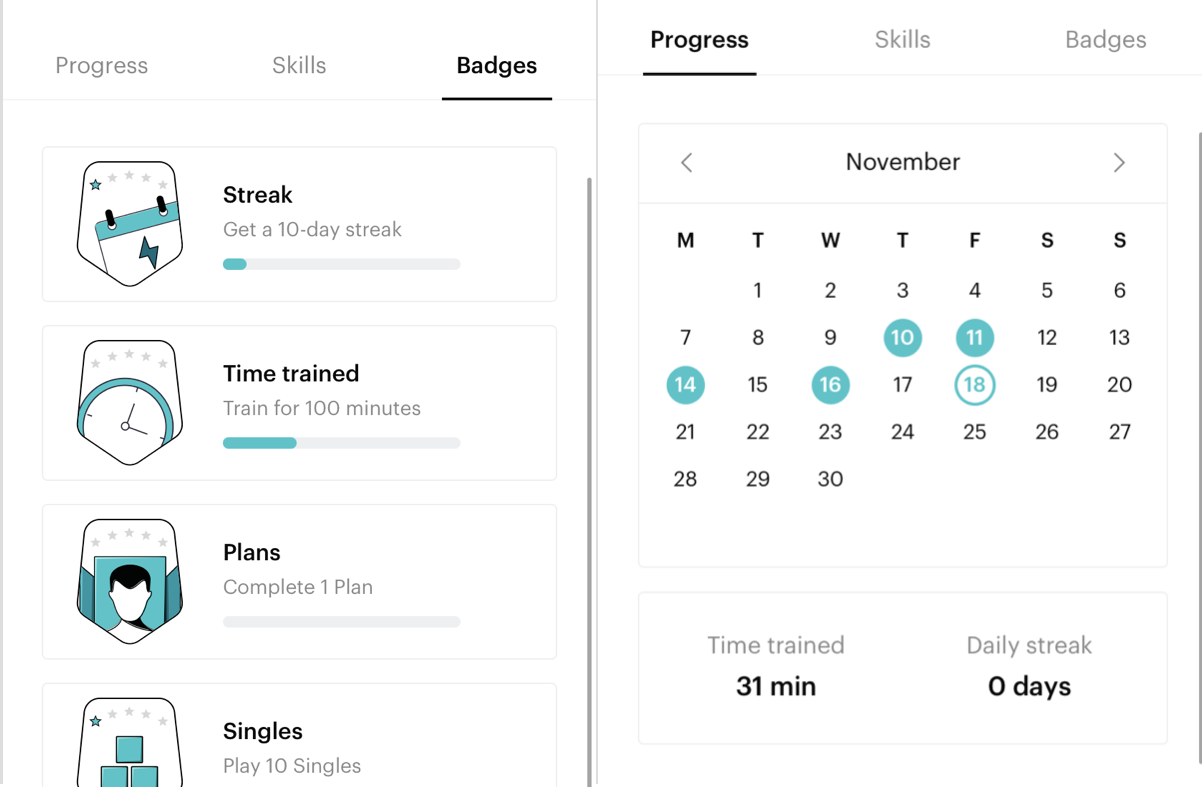 Progress Skills Badges
Streak
Get a 10-day streak
Time trained
Train for 100 minutes
Plans
Complete 1 Plan
Singles
Play 10 Singles
Progress Skills Badges
November
M T W T F S S
1 2 3 4 5 6
7 8 9 10 11 12 13
14 15 16 17 18 19 20
21 22 23 24 25 26 27
28 29 30
Time trained Daily streak
31 min 0 days